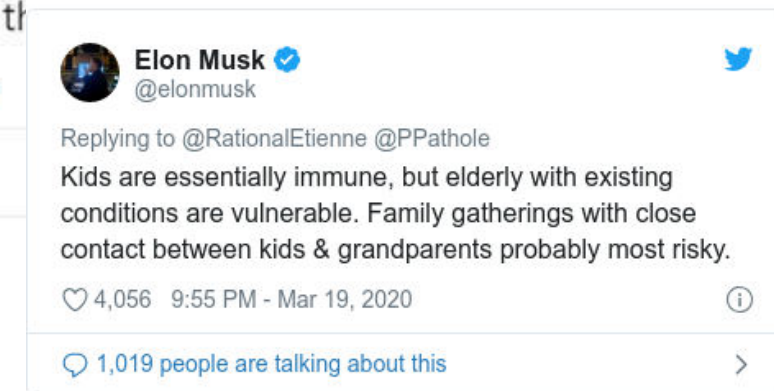 th
Elon Musk
@elonmusk
Replying to @RationalEtienne @PPathole
Kids are essentially immune, but elderly with existing
conditions are vulnerable. Family gatherings with close
contact between kids & grandparents probably most risky.
4,056 9:55 PM - Mar 19, 2020
1,019 people are talking about this